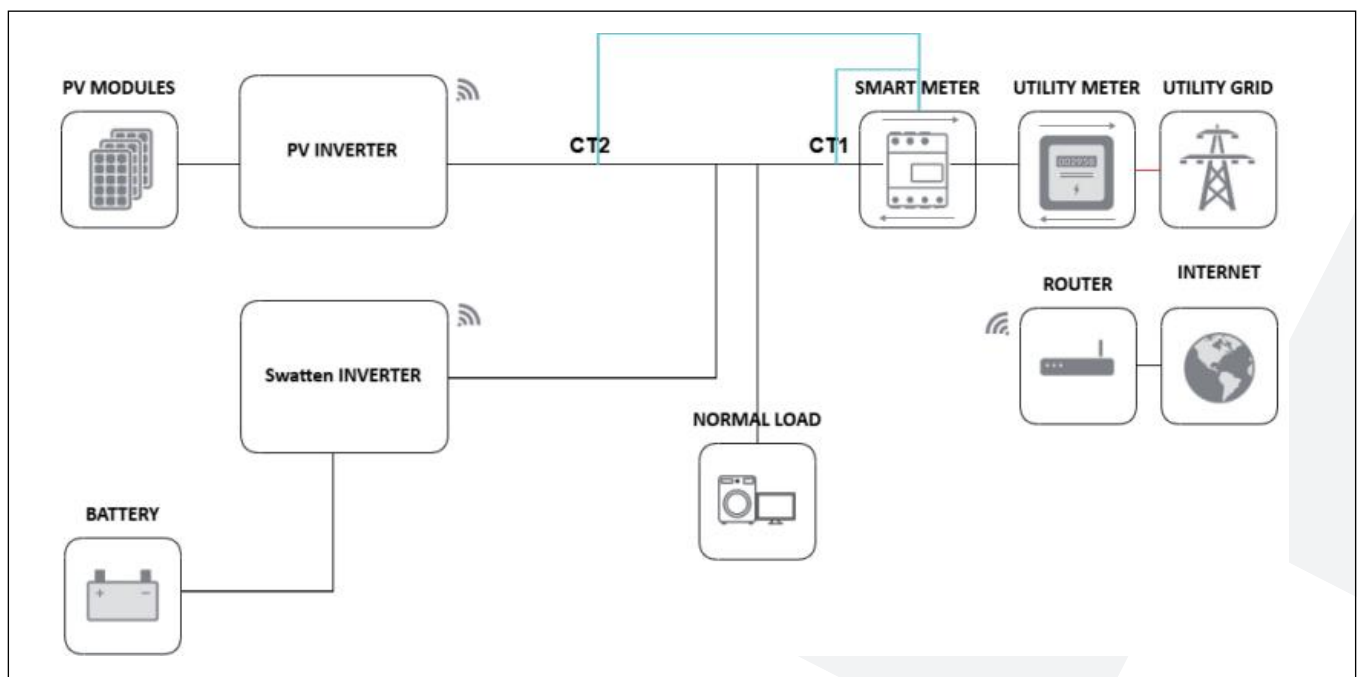 PV MODULES
PV INVERTER
CT2
CT1
SMART METER
UTILITY METER
UTILITY GRID
002958
Swatten INVERTER
ROUTER
INTERNET
NORMAL LOAD
BATTERY
+ −